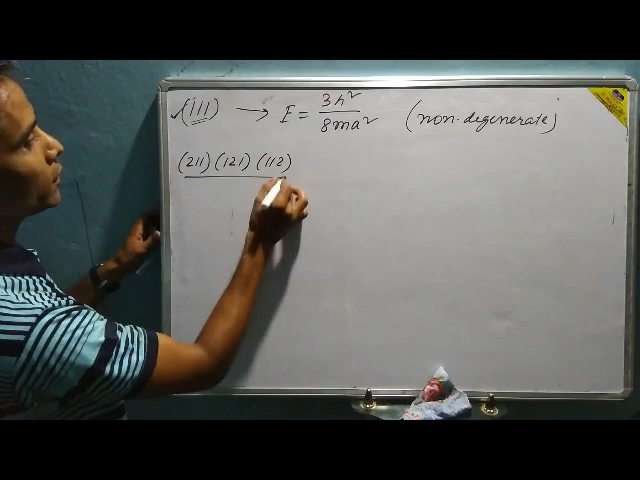 ✓(111) → E = 3h²/8ma² (non-degenerate)
(211) (121) (112)